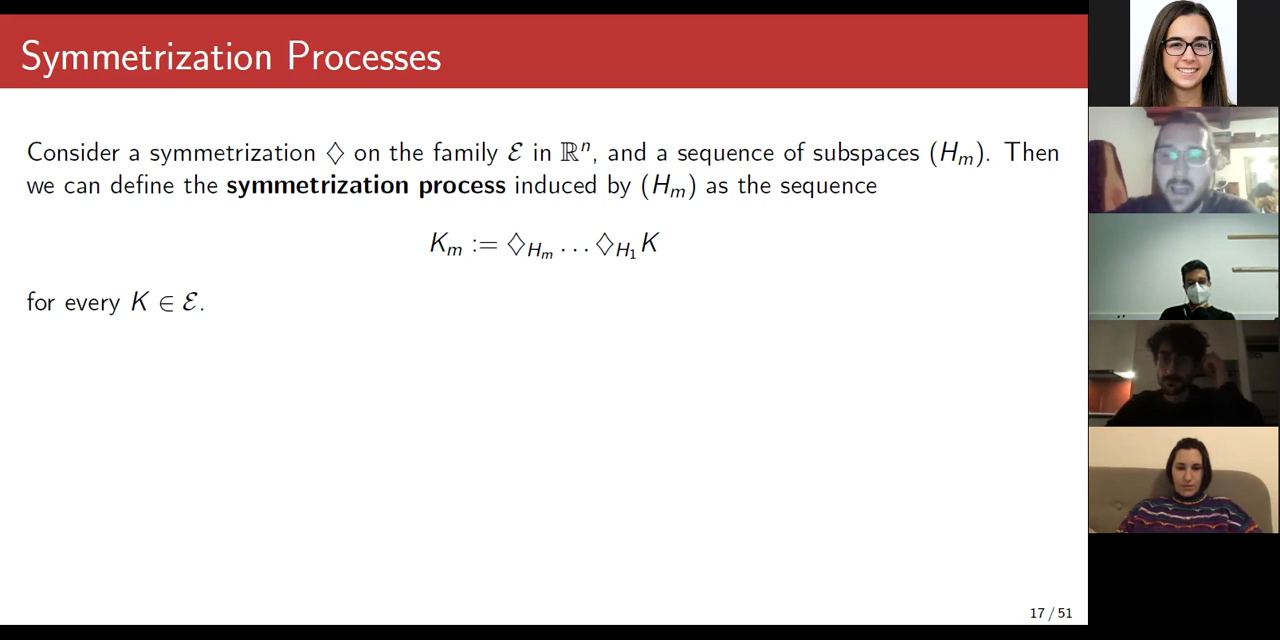 Symmetrization Processes
Consider a symmetrization ♢ on the family ℰ in ℝⁿ, and a sequence of subspaces (Hₘ). Then
we can define the symmetrization process induced by (Hₘ) as the sequence
Kₘ := ♢_{Hₘ} … ♢_{H₁} K
for every K ∈ ℰ.
17 / 51